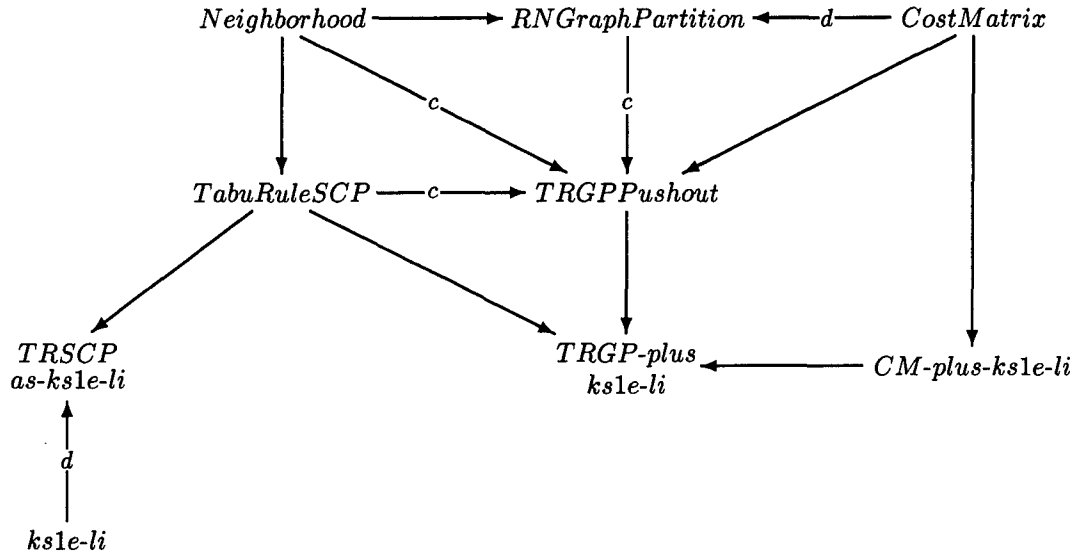 Neighborhood RNGraphPartition d CostMatrix
c c
TabuRuleSCP c TRGPPushout
TRSCP
as-ks1e-li
TRGP-plus
ks1e-li
CM-plus-ks1e-li
d
ks1e-li